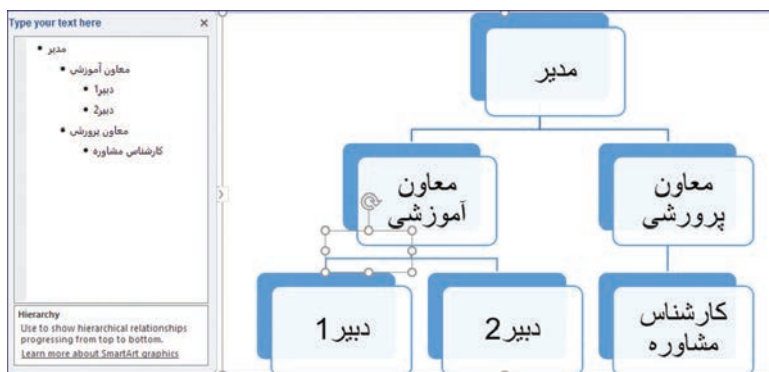 Type your text here
مدیر
معاون آموزشی
دبیر1
دبیر2
معاون پرورشی
کارشناس مشاوره
Hierarchy
Use to show hierarchical relationships
progressing from top to bottom.
Learn more about SmartArt graphics
مدیر
معاون
آموزشی
معاون
پرورشی
دبیر1
دبیر2
کارشناس
مشاوره